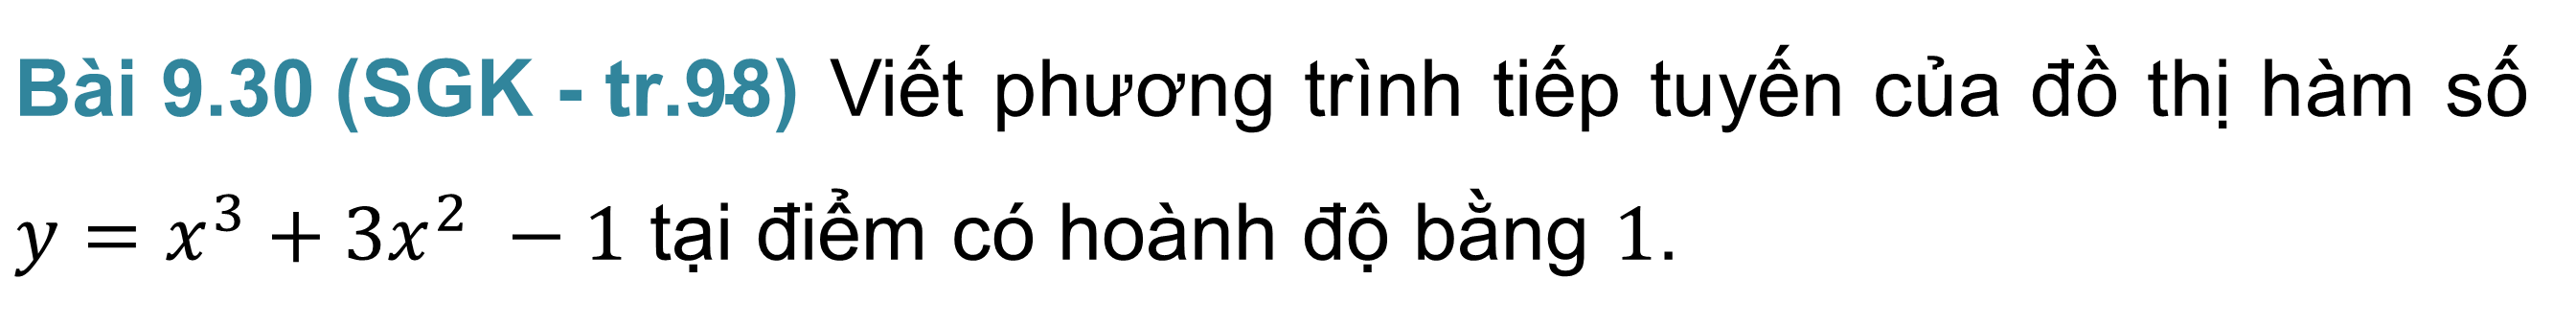 Bài 9.30 (SGK - tr.98) Viết phương trình tiếp tuyến của đồ thị hàm số
y = x³ + 3x² − 1 tại điểm có hoành độ bằng 1.